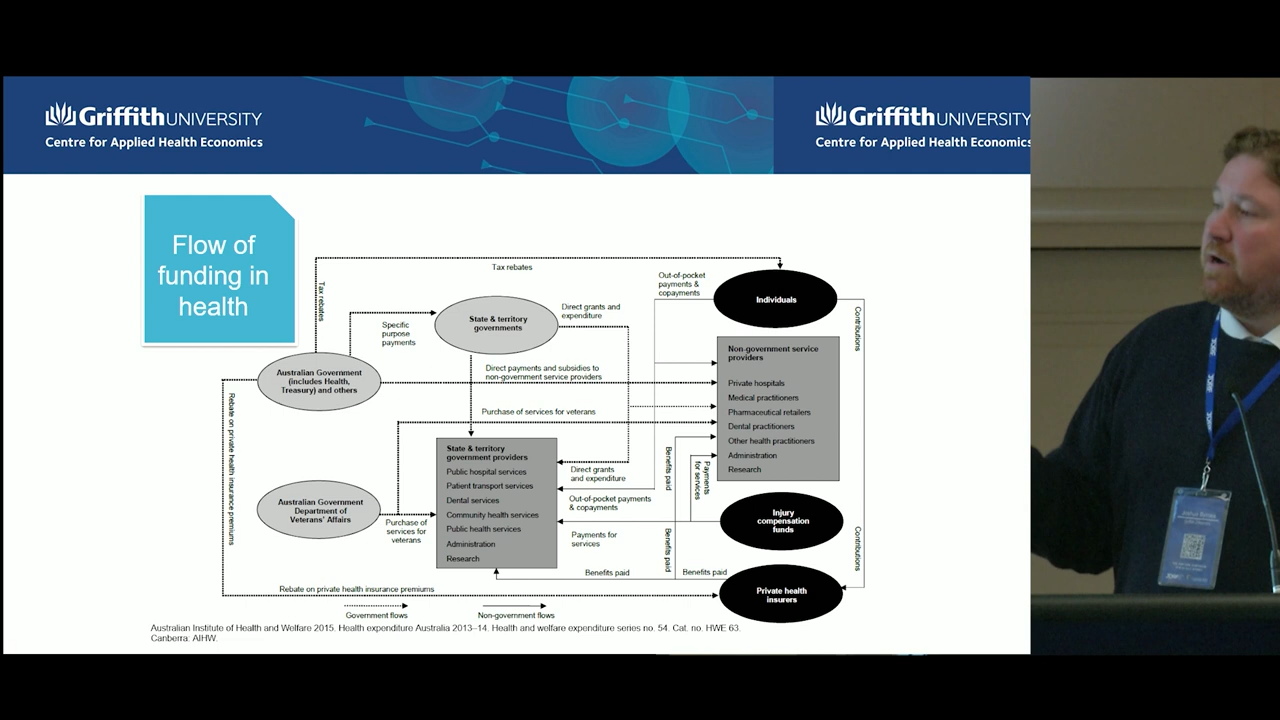 Griffith UNIVERSITY
Centre for Applied Health Economics
Griffith UNIVERSITY
Centre for Applied Health Economics
Flow of
funding in
health
Tax rebates
Tax rebates
Out-of-pocket
payments &
copayments
Individuals
Contributions
Specific
purpose
payments
State & territory
governments
Direct grants and
expenditure
Australian Government
(includes Health,
Treasury) and others
Direct payments and subsidies to
non-government service providers
Purchase of services for veterans
Non-government service
providers
Private hospitals
Medical practitioners
Pharmaceutical retailers
Dental practitioners
Other health practitioners
Administration
Research
Rebate on private health insurance premiums
State & territory
government providers
Public hospital services
Patient transport services
Dental services
Community health services
Public health services
Administration
Research
Direct grants
and expenditure
Out-of-pocket payments
& copayments
Payments for
services
Benefits paid
Payments
for services
Benefits paid
Australian Government
Department of
Veterans' Affairs
Purchase of
services for
veterans
Injury
compensation
funds
Contributions
Benefits paid
Benefits paid
Private health
insurers
Rebate on private health insurance premiums
Government flows
Non-government flows
Australian Institute of Health and Welfare 2015. Health expenditure Australia 2013–14. Health and welfare expenditure series no. 54. Cat. no. HWE 63.
Canberra: AIHW.